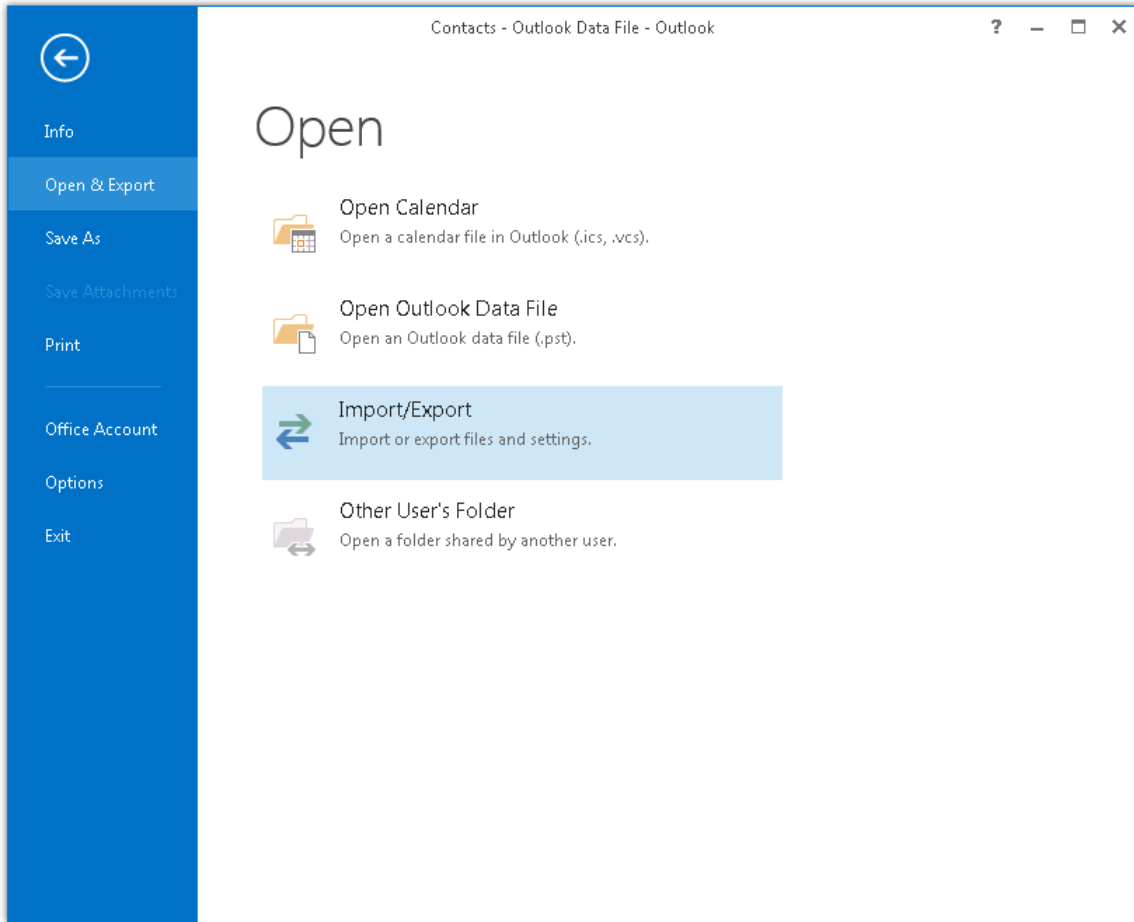 Contacts - Outlook Data File - Outlook
?
Info
Open & Export
Save As
Save Attachments
Print
Office Account
Options
Exit
Open
Open Calendar
Open a calendar file in Outlook (.ics, .vcs).
Open Outlook Data File
Open an Outlook data file (.pst).
Import/Export
Import or export files and settings.
Other User's Folder
Open a folder shared by another user.